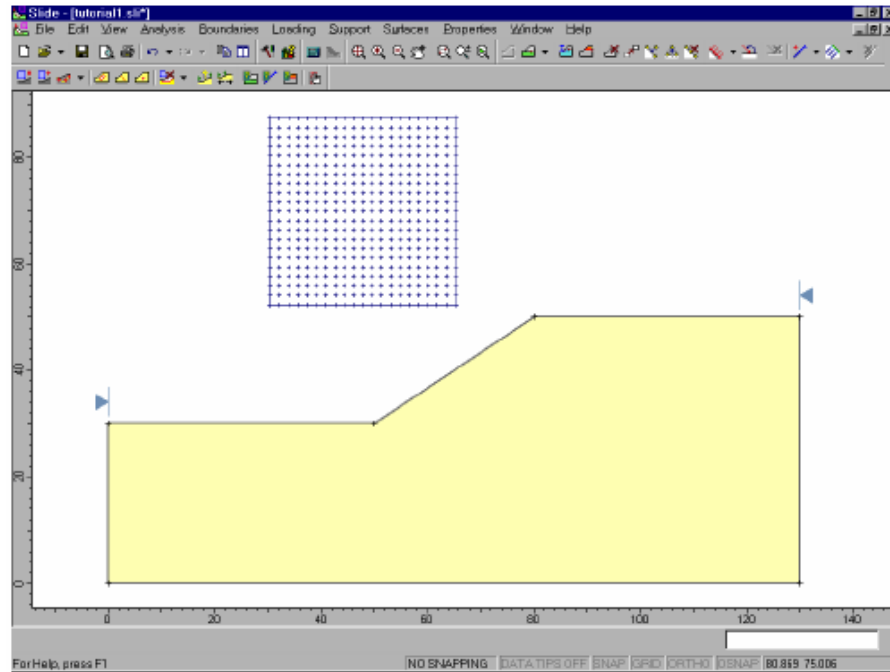 Slide - [tutorial1.sli*]
File Edit View Analysis Boundaries Loading Support Surfaces Properties Window Help
80
60
40
20
0
0 20 40 60 80 100 120 140
For Help, press F1 NO SNAPPING DATA TIPS OFF SNAP GRID ORTHO OSNAP 80.869 75.006